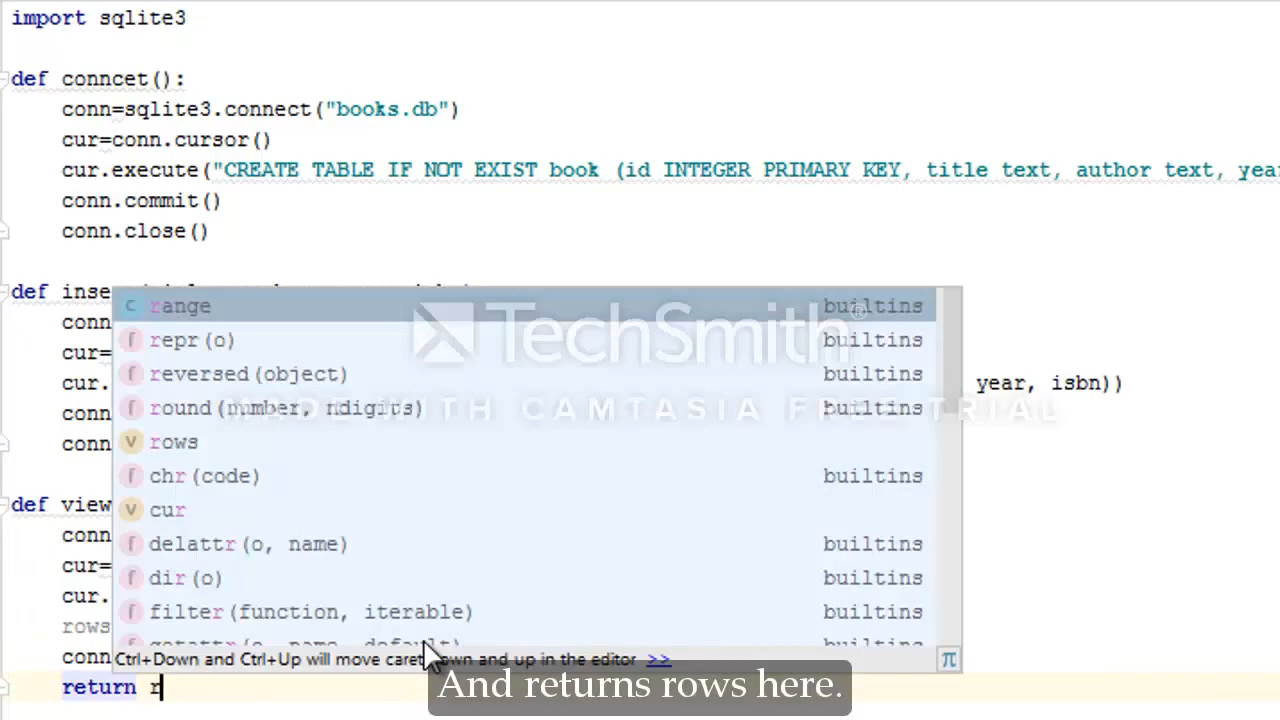 import sqlite3
def conncet():
conn=sqlite3.connect("books.db")
cur=conn.cursor()
cur.execute("CREATE TABLE IF NOT EXIST book (id INTEGER PRIMARY KEY, title text, author text, year
conn.commit()
conn.close()
def inse
conn
cur=
cur. year, isbn))
conn
conn
def view
conn
cur=
cur.
rows
conn
return r
range builtins
repr(o) builtins
reversed(object) builtins
round(number, ndigits) builtins
rows
chr(code) builtins
cur
delattr(o, name) builtins
dir(o) builtins
filter(function, iterable) builtins
getattr(o, name, default) builtins
Ctrl+Down and Ctrl+Up will move caret down and up in the editor >>
π
TechSmith®
MADE WITH CAMTASIA FREE TRIAL
And returns rows here.